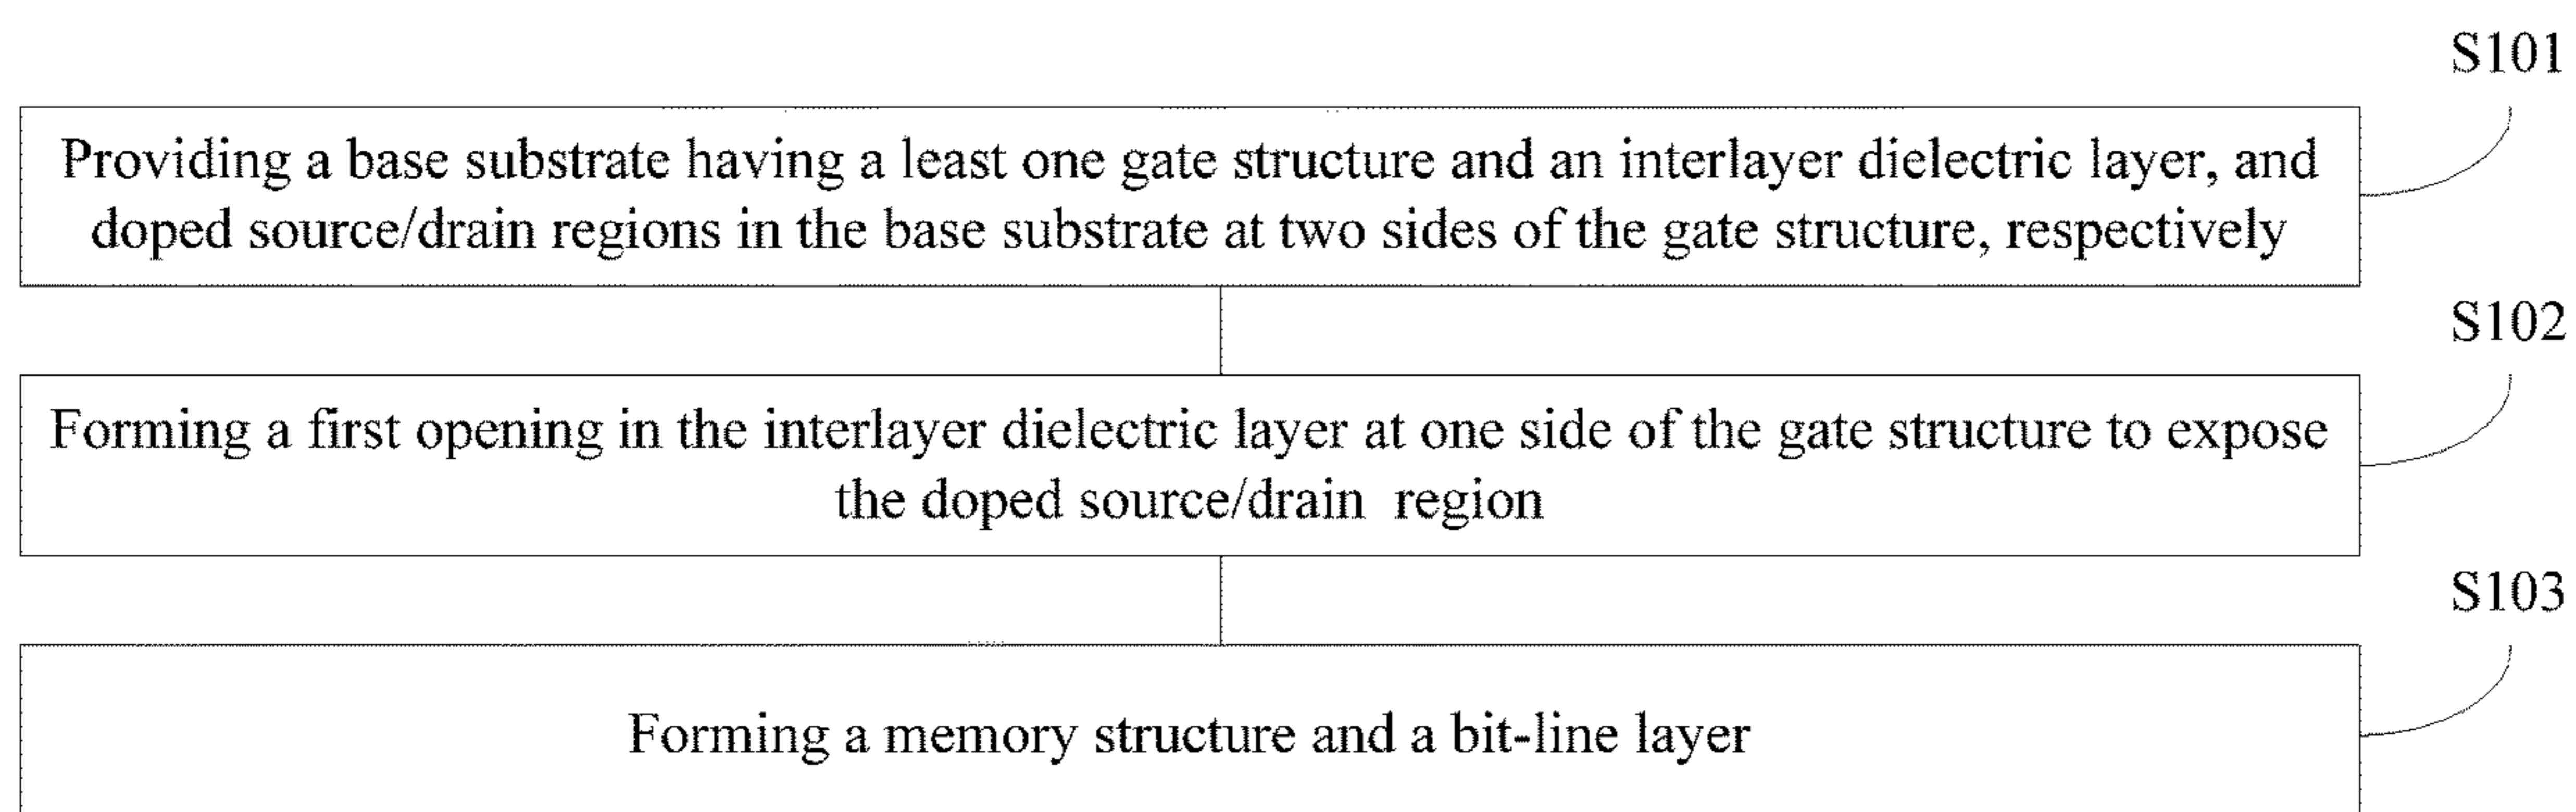 S101
Providing a base substrate having a least one gate structure and an interlayer dielectric layer, and
doped source/drain regions in the base substrate at two sides of the gate structure, respectively
S102
Forming a first opening in the interlayer dielectric layer at one side of the gate structure to expose
the doped source/drain region
S103
Forming a memory structure and a bit-line layer